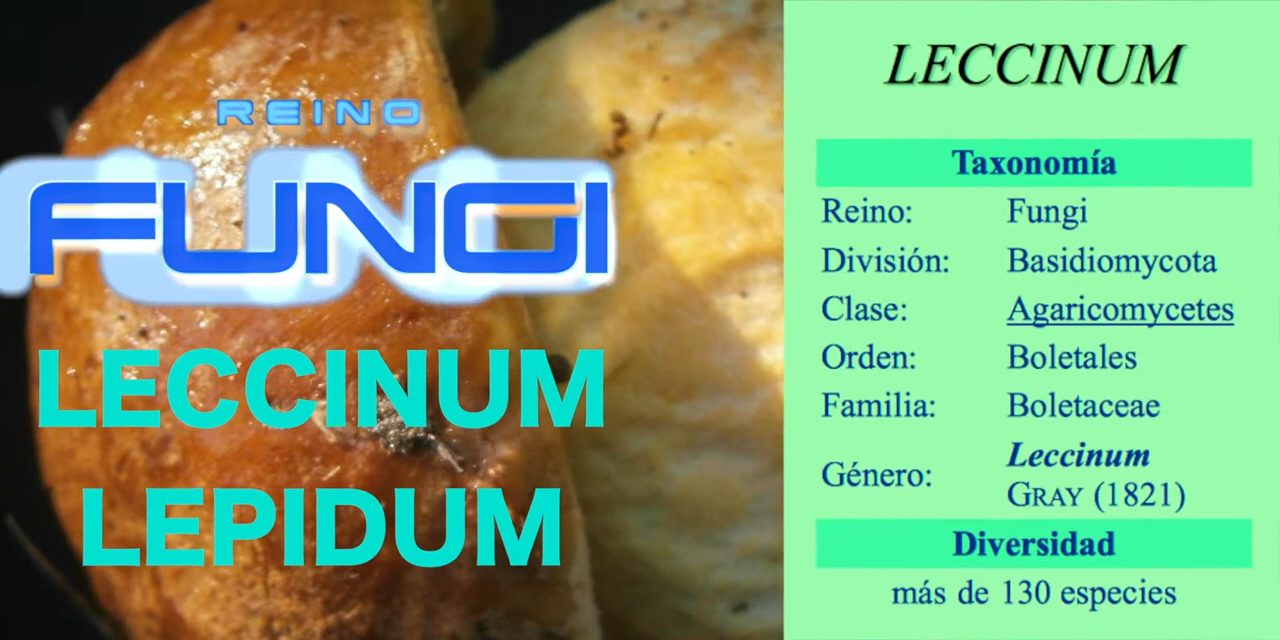 REINO
FUNGI
LECCINUM
LEPIDUM
LECCINUM
Taxonomía
Reino: Fungi
División: Basidiomycota
Clase: Agaricomycetes
Orden: Boletales
Familia: Boletaceae
Género: Leccinum
GRAY (1821)
Diversidad
más de 130 especies